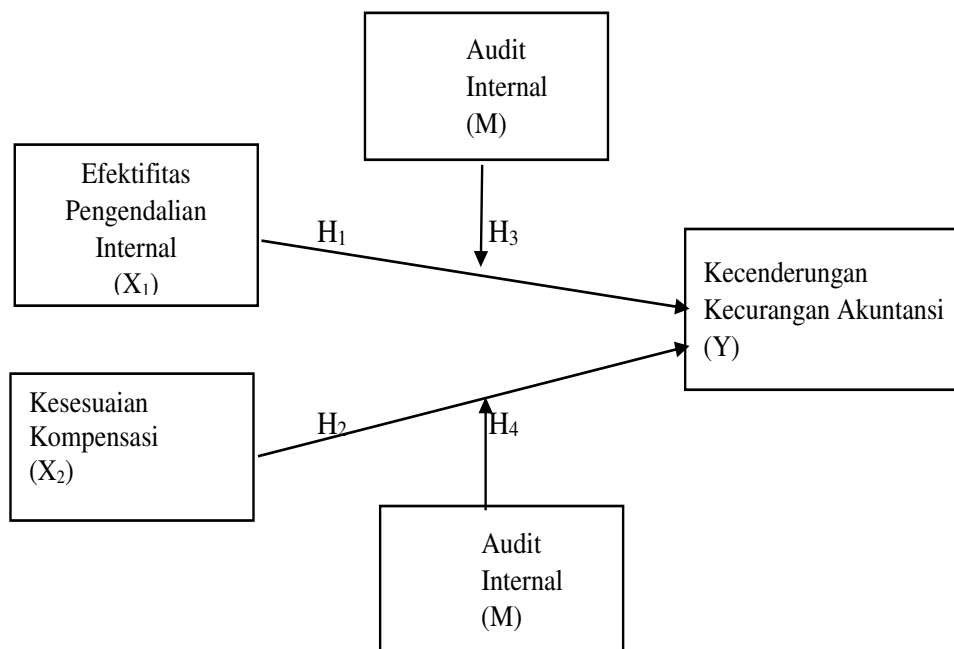 Audit
Internal
(M)
Efektifitas
Pengendalian
Internal
(X₁)
H₁
H₃
Kecenderungan
Kecurangan Akuntansi
(Y)
Kesesuaian
Kompensasi
(X₂)
H₂
H₄
Audit
Internal
(M)